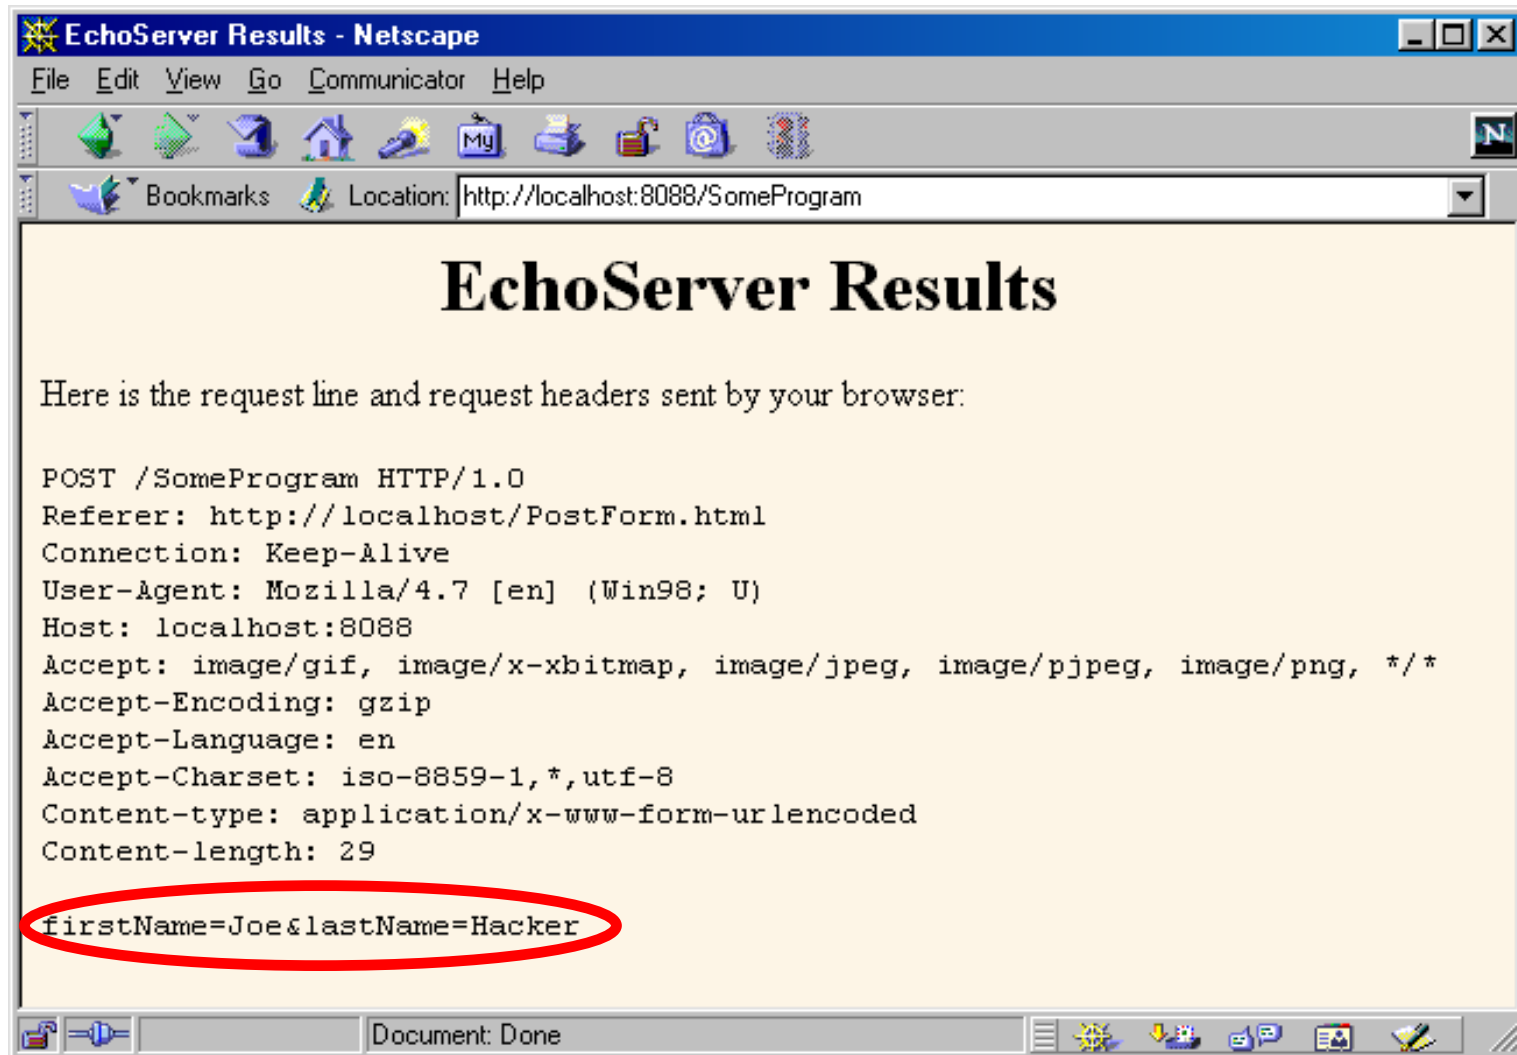 EchoServer Results - Netscape
File Edit View Go Communicator Help
My
N
Bookmarks Location: http://localhost:8088/SomeProgram
EchoServer Results
Here is the request line and request headers sent by your browser:
POST /SomeProgram HTTP/1.0
Referer: http://localhost/PostForm.html
Connection: Keep-Alive
User-Agent: Mozilla/4.7 [en] (Win98; U)
Host: localhost:8088
Accept: image/gif, image/x-xbitmap, image/jpeg, image/pjpeg, image/png, */*
Accept-Encoding: gzip
Accept-Language: en
Accept-Charset: iso-8859-1,*,utf-8
Content-type: application/x-www-form-urlencoded
Content-length: 29
firstName=Joe&lastName=Hacker
Document: Done